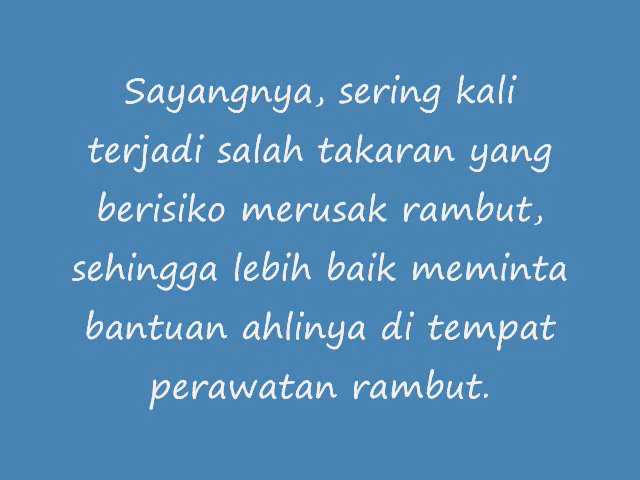 Sayangnya, sering kali
terjadi salah takaran yang
berisiko merusak rambut,
sehingga lebih baik meminta
bantuan ahlinya di tempat
perawatan rambut.